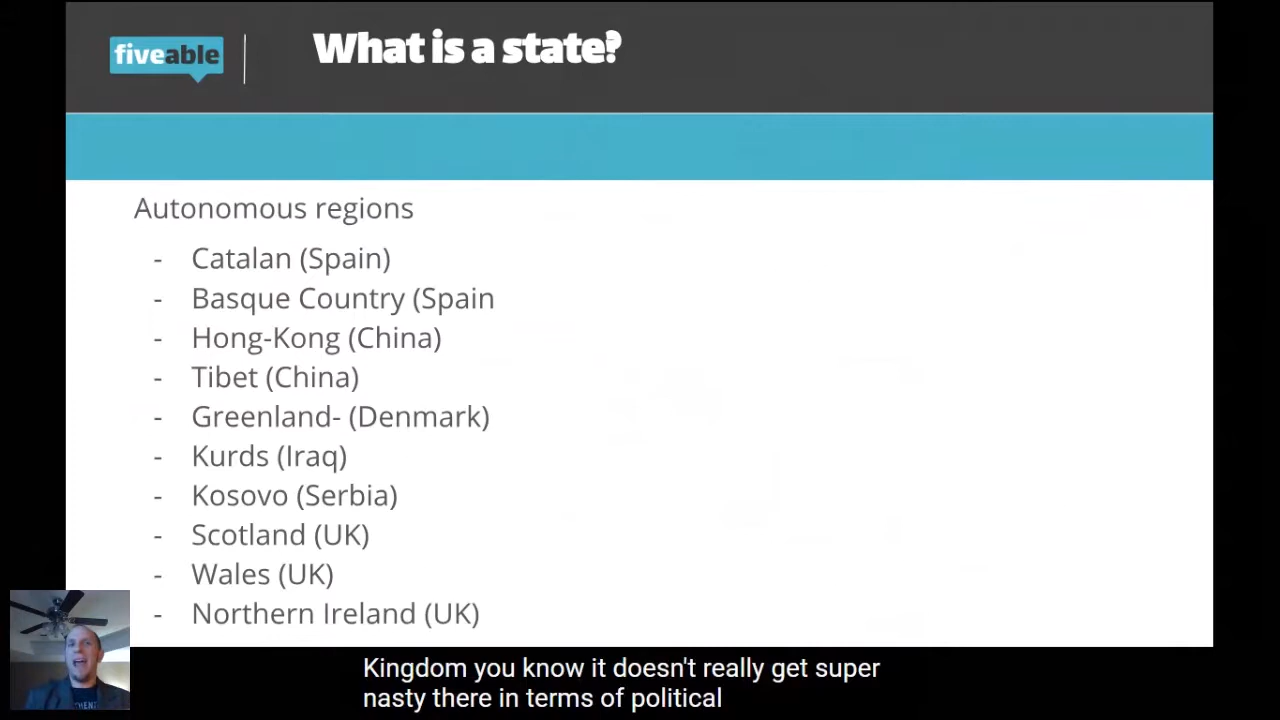 fiveable
What is a state?
Autonomous regions
- Catalan (Spain)
- Basque Country (Spain
- Hong-Kong (China)
- Tibet (China)
- Greenland- (Denmark)
- Kurds (Iraq)
- Kosovo (Serbia)
- Scotland (UK)
- Wales (UK)
- Northern Ireland (UK)
Kingdom you know it doesn't really get super
nasty there in terms of political